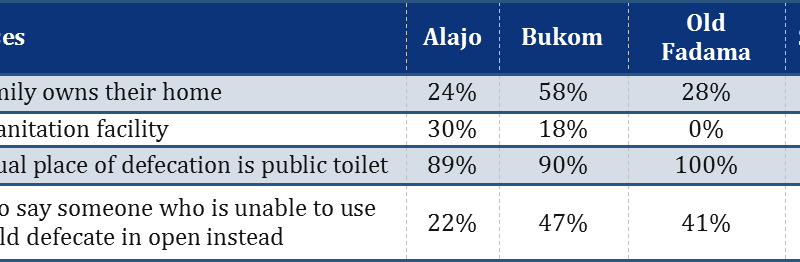 es Alajo Bukom Old Fadama
mily owns their home 24% 58% 28%
anitation facility 30% 18% 0%
ual place of defecation is public toilet 89% 90% 100%
o say someone who is unable to use
ld defecate in open instead 22% 47% 41%